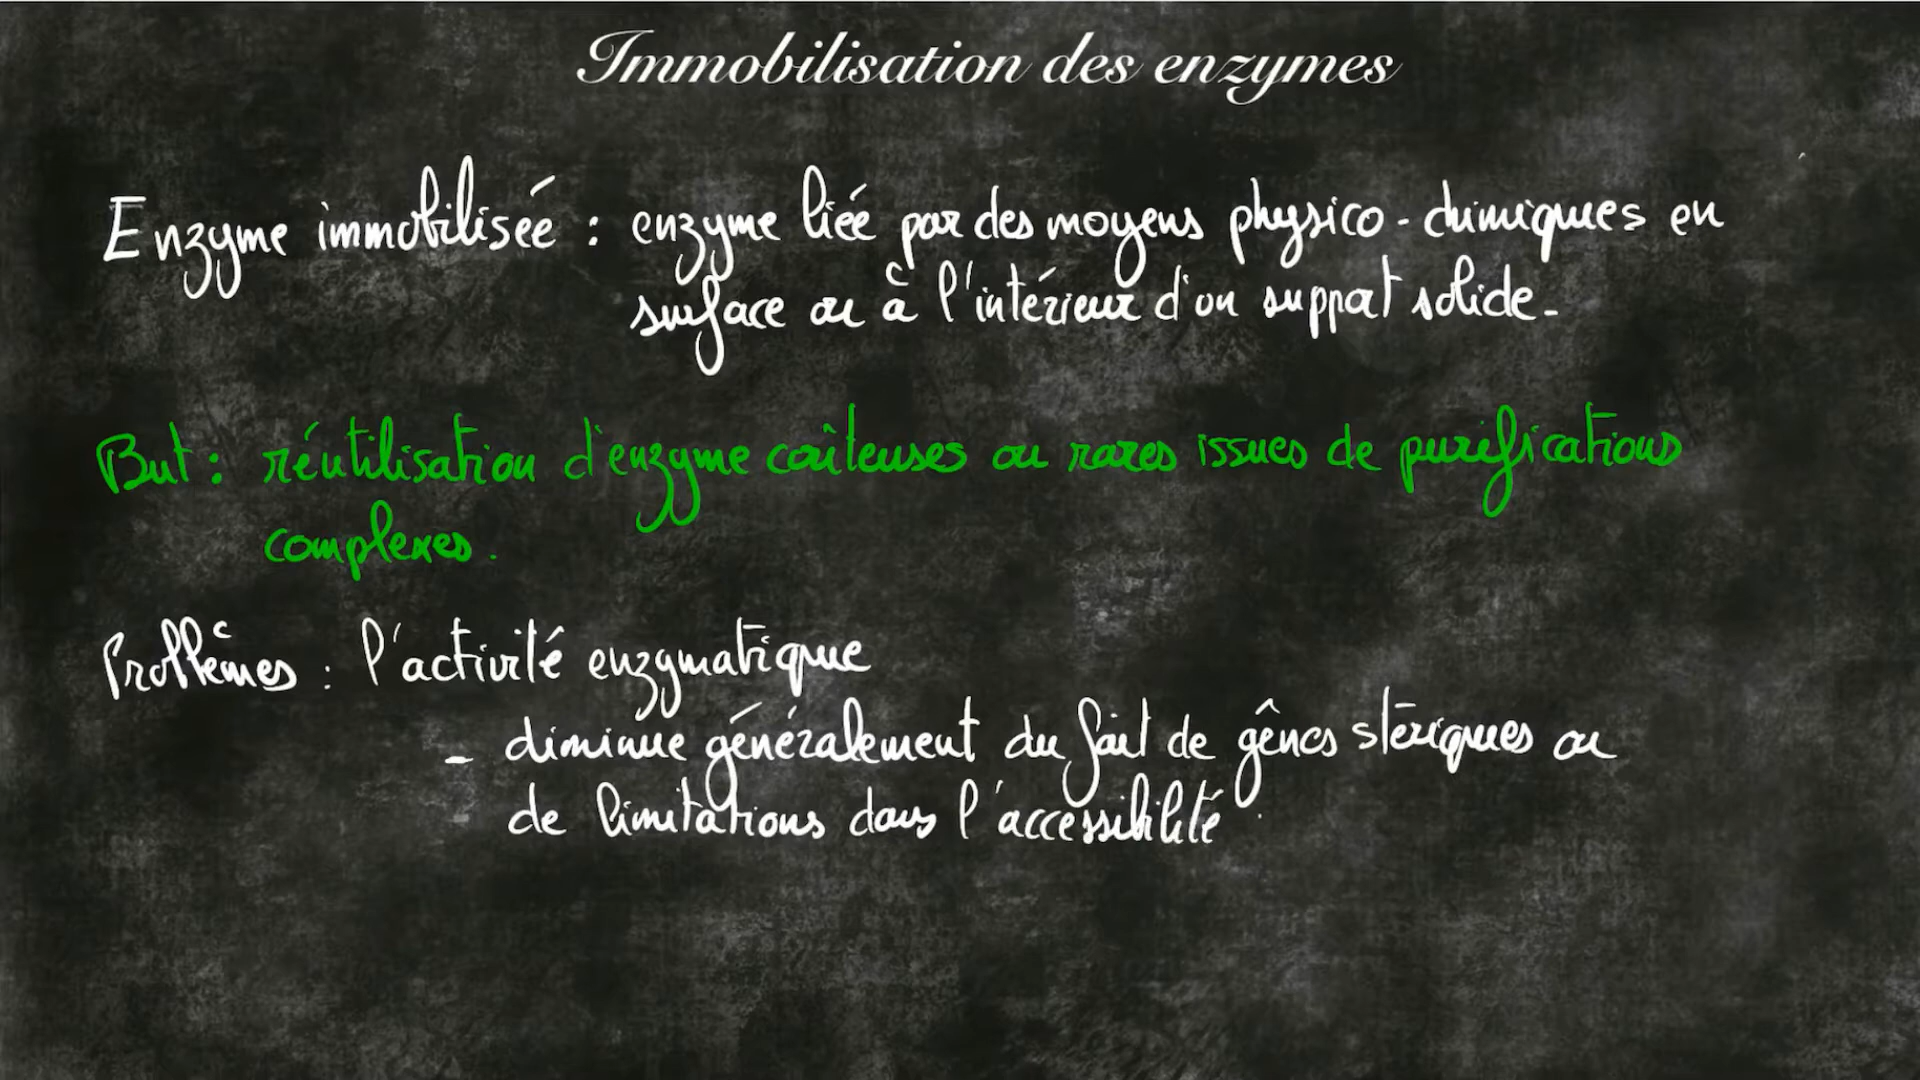 Immobilisation des enzymes
Enzyme immobilisée : enzyme liée par des moyens physico-chimiques en
surface ou à l'intérieur d'un support solide.
But : réutilisation d'enzyme coûteuses ou rares issues de purifications
complexes.
Problèmes : l'activité enzymatique
- diminue généralement du fait de gênes stériques ou
de limitations dans l'accessibilité